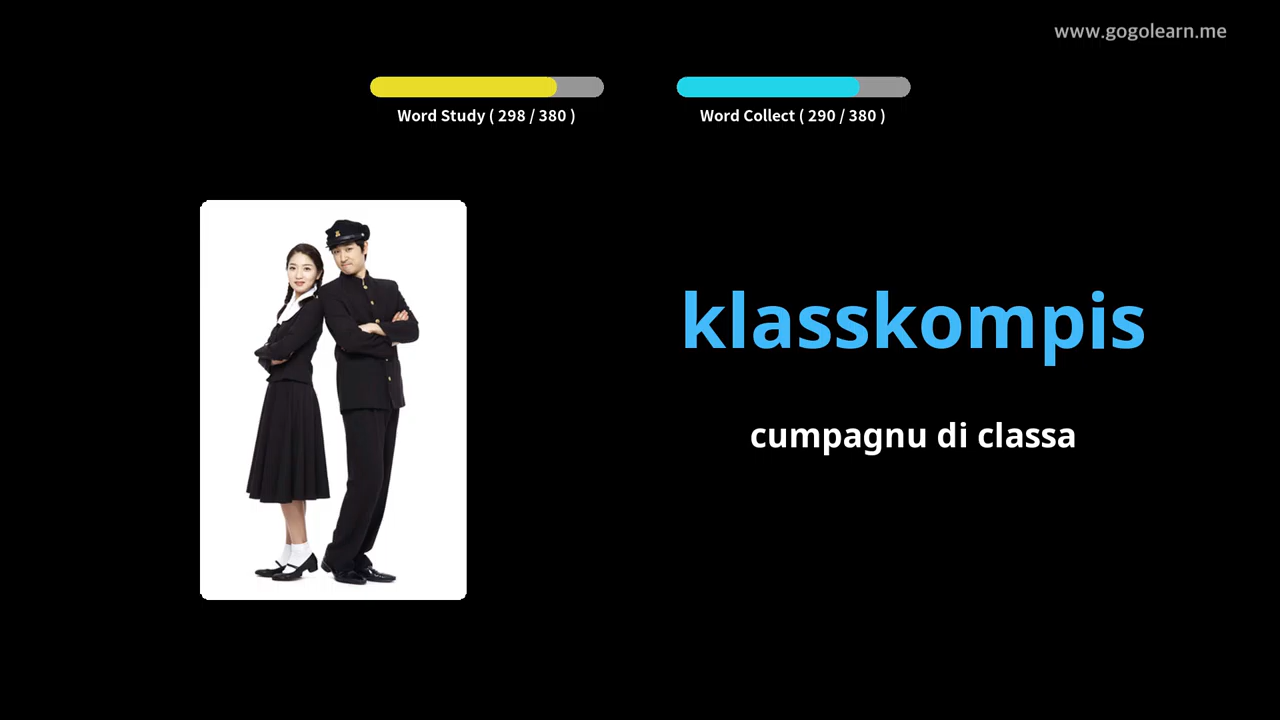 www.gogolearn.me
Word Study ( 298 / 380 )
Word Collect ( 290 / 380 )
klasskompis
cumpagnu di classa